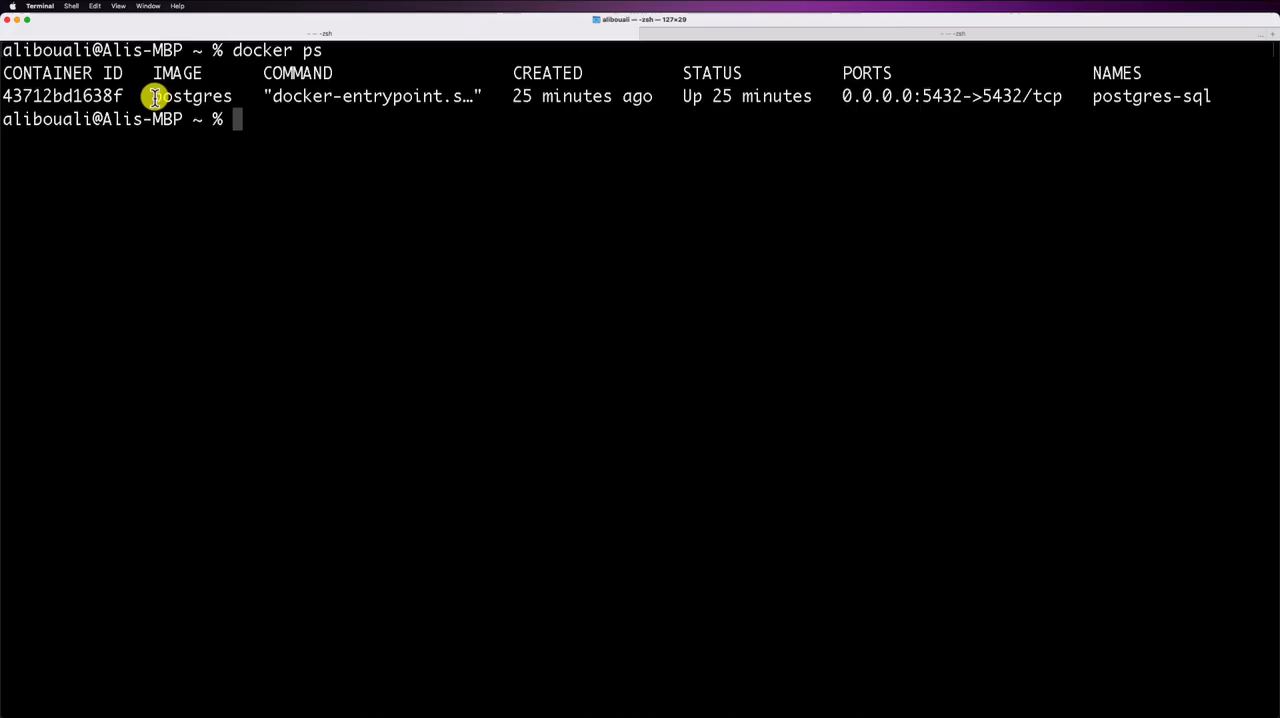 Terminal Shell Edit View Window Help
alibouali — -zsh — 127×29
-zsh
-zsh
alibouali@Alis-MBP ~ % docker ps
CONTAINER ID IMAGE COMMAND CREATED STATUS PORTS NAMES
43712bd1638f postgres "docker-entrypoint.s…" 25 minutes ago Up 25 minutes 0.0.0.0:5432->5432/tcp postgres-sql
alibouali@Alis-MBP ~ %